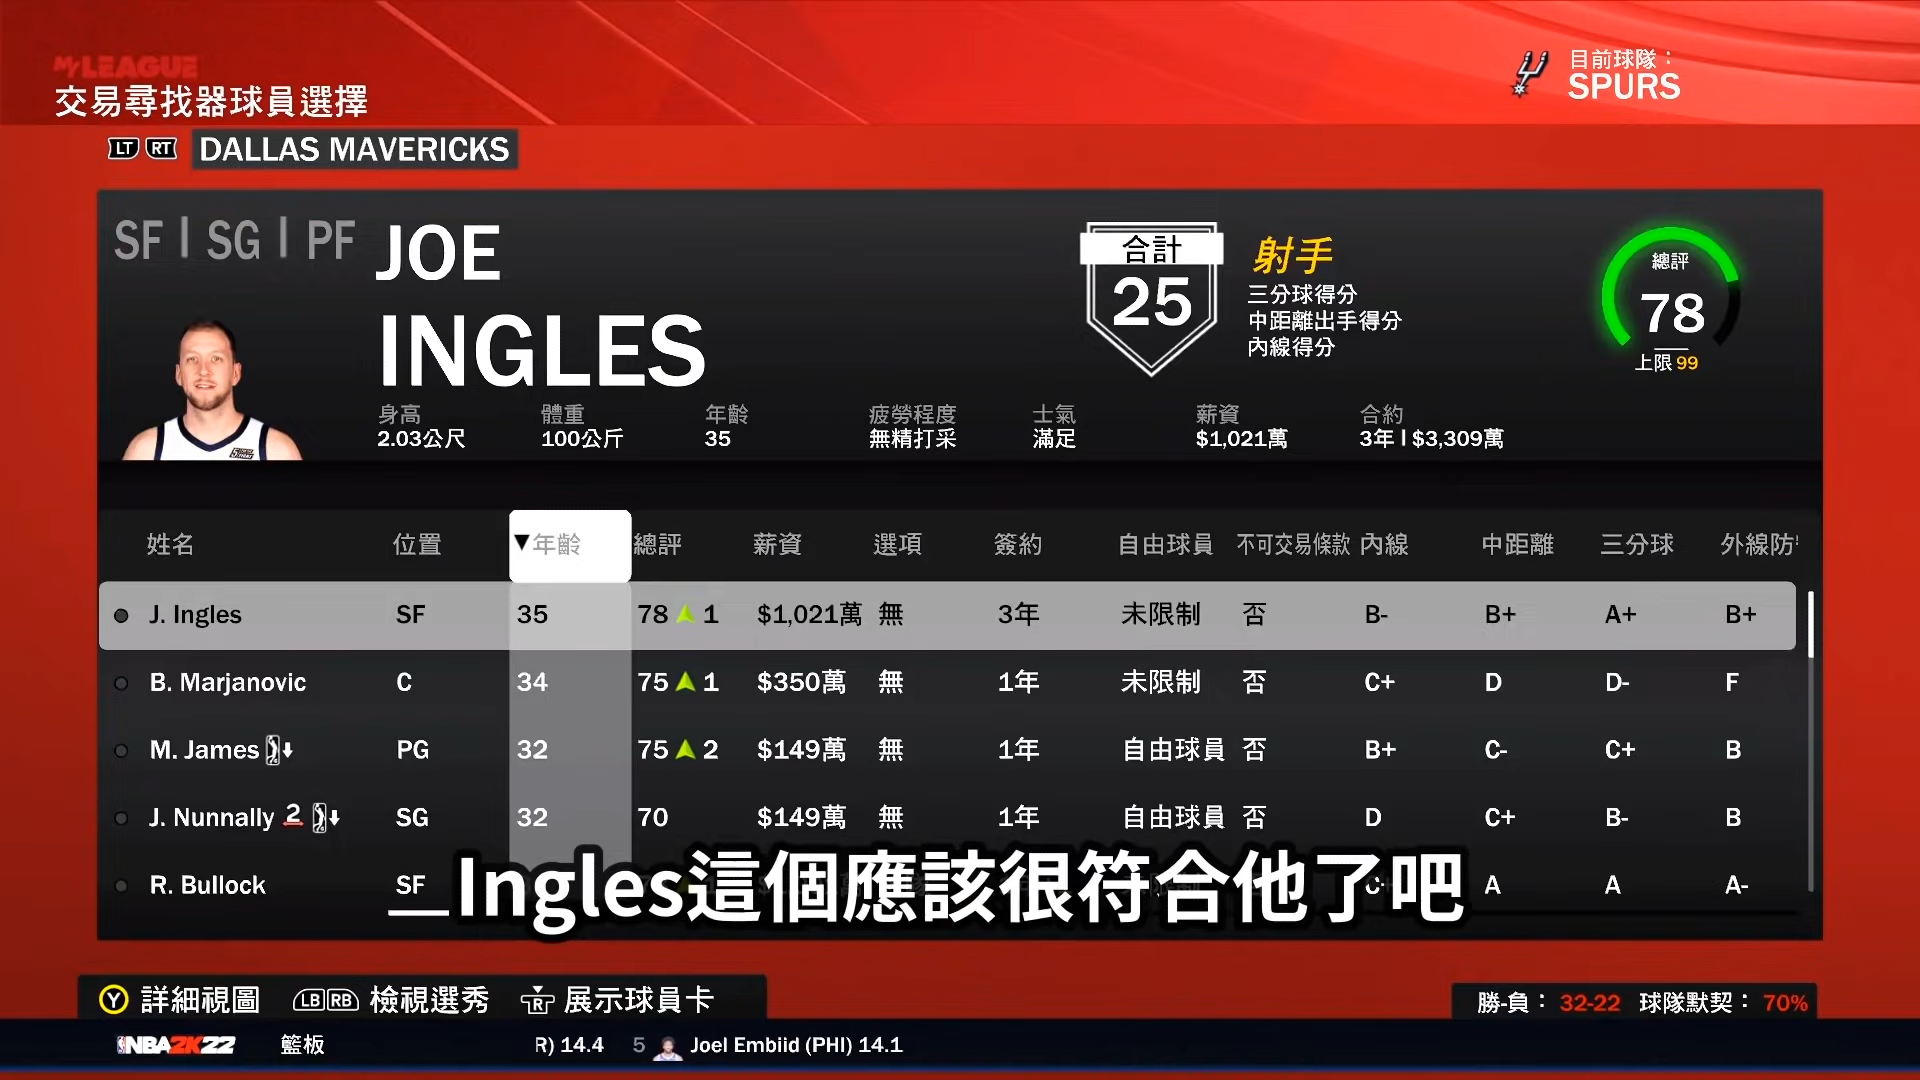 MyLEAGUE
交易尋找器球員選擇
目前球隊：
SPURS
LT RT DALLAS MAVERICKS
SF | SG | PF
JOE
INGLES
合計
25
射手
三分球得分
中距離出手得分
內線得分
總評
78
上限 99
身高 體重 年齡 疲勞程度 士氣 薪資 合約
2.03公尺 100公斤 35 無精打采 滿足 $1,021萬 3年 | $3,309萬
姓名 位置 ▼年齡 總評 薪資 選項 簽約 自由球員 不可交易條款 內線 中距離 三分球 外線防
J. Ingles SF 35 78 ▲ 1 $1,021萬 無 3年 未限制 否 B- B+ A+ B+
B. Marjanovic C 34 75 ▲ 1 $350萬 無 1年 未限制 否 C+ D D- F
M. James PG 32 75 ▲ 2 $149萬 無 1年 自由球員 否 B+ C- C+ B
J. Nunnally 2 SG 32 70 $149萬 無 1年 自由球員 否 D C+ B- B
R. Bullock SF A A A-
Ingles這個應該很符合他了吧
Y 詳細視圖 LB RB 檢視選秀 R 展示球員卡
勝-負： 32-22 球隊默契： 70%
NBA2K22 籃板 R) 14.4 5 Joel Embiid (PHI) 14.1